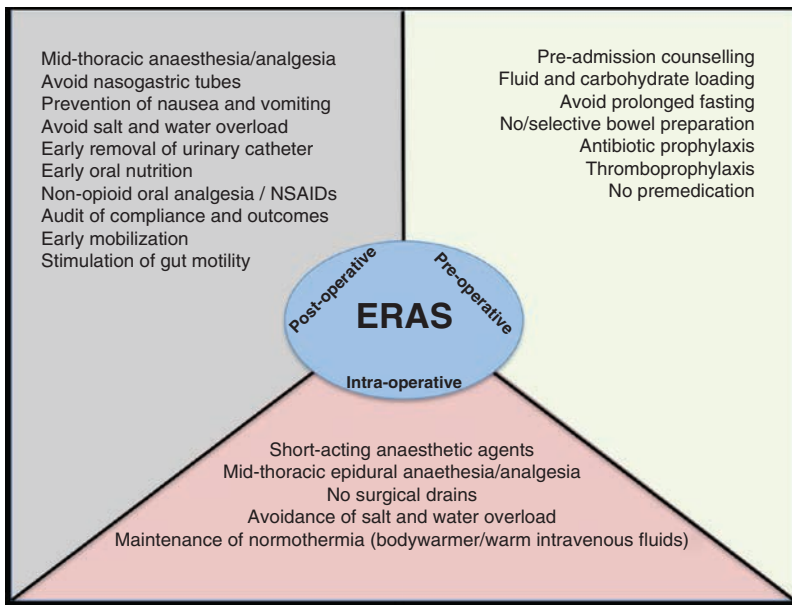 Mid-thoracic anaesthesia/analgesia
Avoid nasogastric tubes
Prevention of nausea and vomiting
Avoid salt and water overload
Early removal of urinary catheter
Early oral nutrition
Non-opioid oral analgesia / NSAIDs
Audit of compliance and outcomes
Early mobilization
Stimulation of gut motility
Pre-admission counselling
Fluid and carbohydrate loading
Avoid prolonged fasting
No/selective bowel preparation
Antibiotic prophylaxis
Thromboprophylaxis
No premedication
Post-operative
Pre-operative
ERAS
Intra-operative
Short-acting anaesthetic agents
Mid-thoracic epidural anaethesia/analgesia
No surgical drains
Avoidance of salt and water overload
Maintenance of normothermia (bodywarmer/warm intravenous fluids)